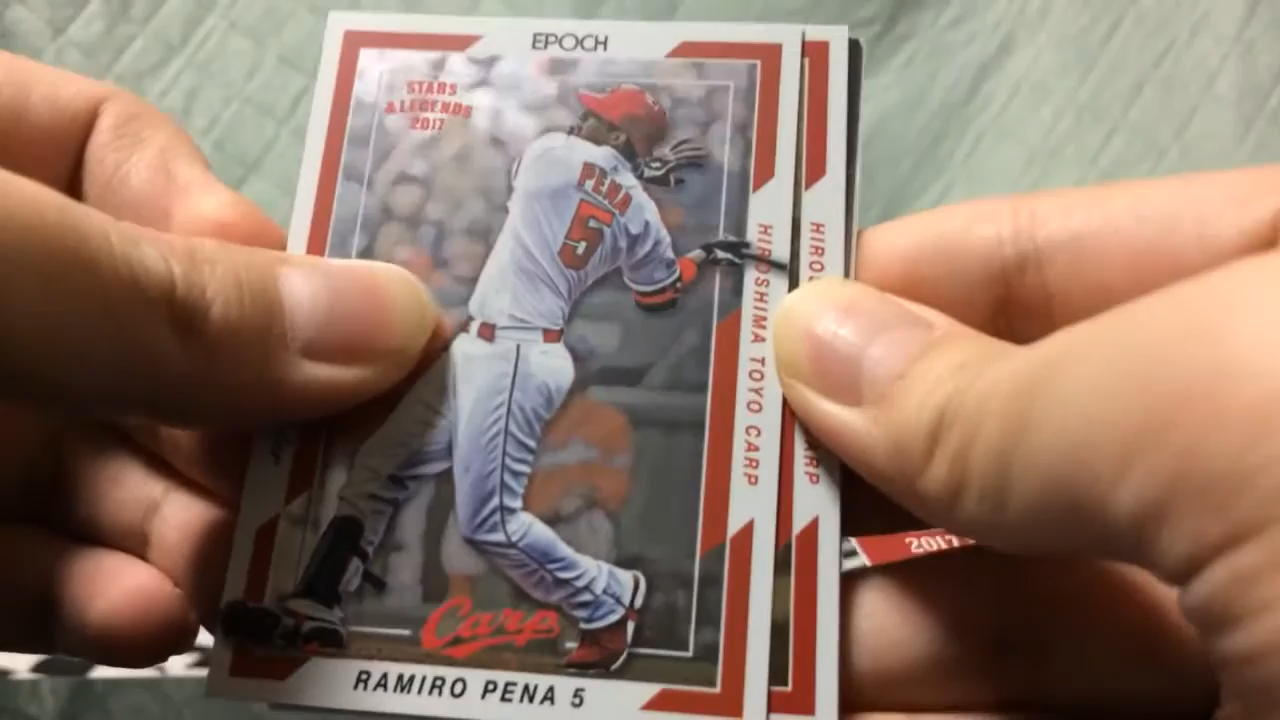 EPOCH
STARS
& LEGENDS
2017
PENA
5
HIROSHIMA TOYO CARP
Carp
RAMIRO PENA 5
2017